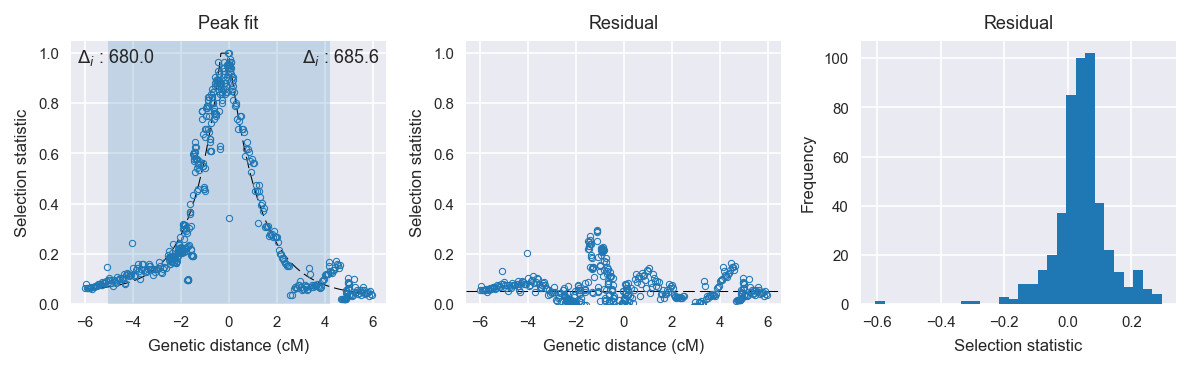 Peak fit
Δi : 680.0
Δi : 685.6
Selection statistic
1.0
0.8
0.6
0.4
0.2
0.0
−6 −4 −2 0 2 4 6
Genetic distance (cM)
Residual
Selection statistic
1.0
0.8
0.6
0.4
0.2
0.0
−6 −4 −2 0 2 4 6
Genetic distance (cM)
Residual
Frequency
100
80
60
40
20
0
−0.6 −0.4 −0.2 0.0 0.2
Selection statistic